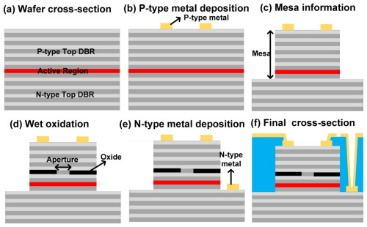 (a) Wafer cross-section
P-type Top DBR
Active Region
N-type Top DBR
(b) P-type metal deposition
P-type metal
(c) Mesa information
Mesa
(d) Wet oxidation
Aperture
Oxide
(e) N-type metal deposition
N-type
metal
(f) Final cross-section